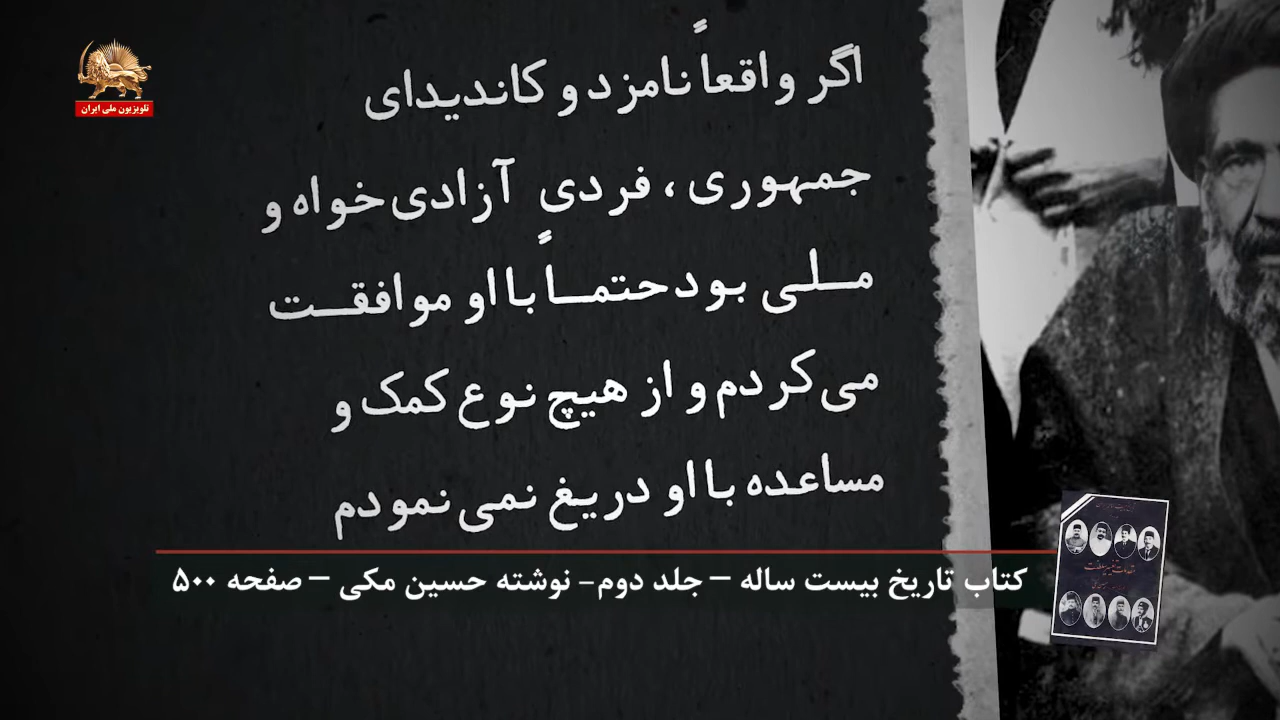 تلویزیون ملی ایران
اگر واقعاً نامزد و کاندیدای
جمهوری، فردی آزادی‌خواه و
ملی بود حتماً با او موافقت
می‌کردم و از هیچ نوع کمک و
مساعده با او دریغ نمی‌نمودم
کتاب تاریخ بیست ساله – جلد دوم- نوشته حسین مکی – صفحه ۵۰۰